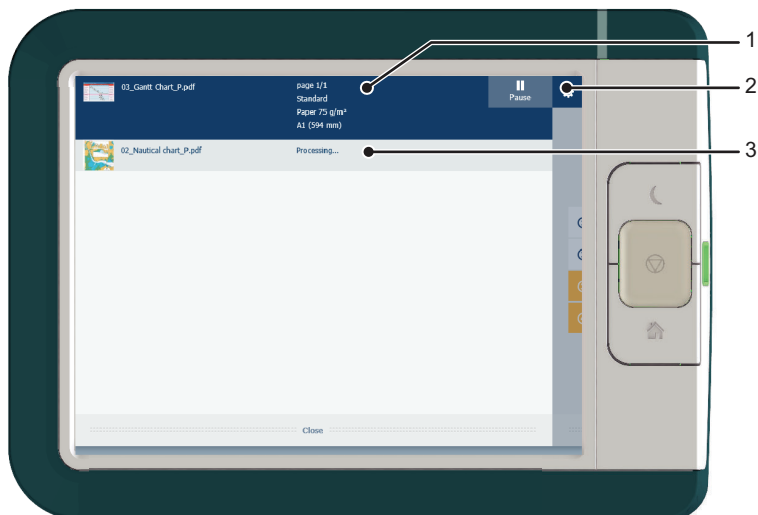 1
03_Gantt Chart_P.pdf page 1/1
Standard
Paper 75 g/m²
A1 (594 mm)
Pause
2
02_Nautical chart_P.pdf Processing...
3
Close